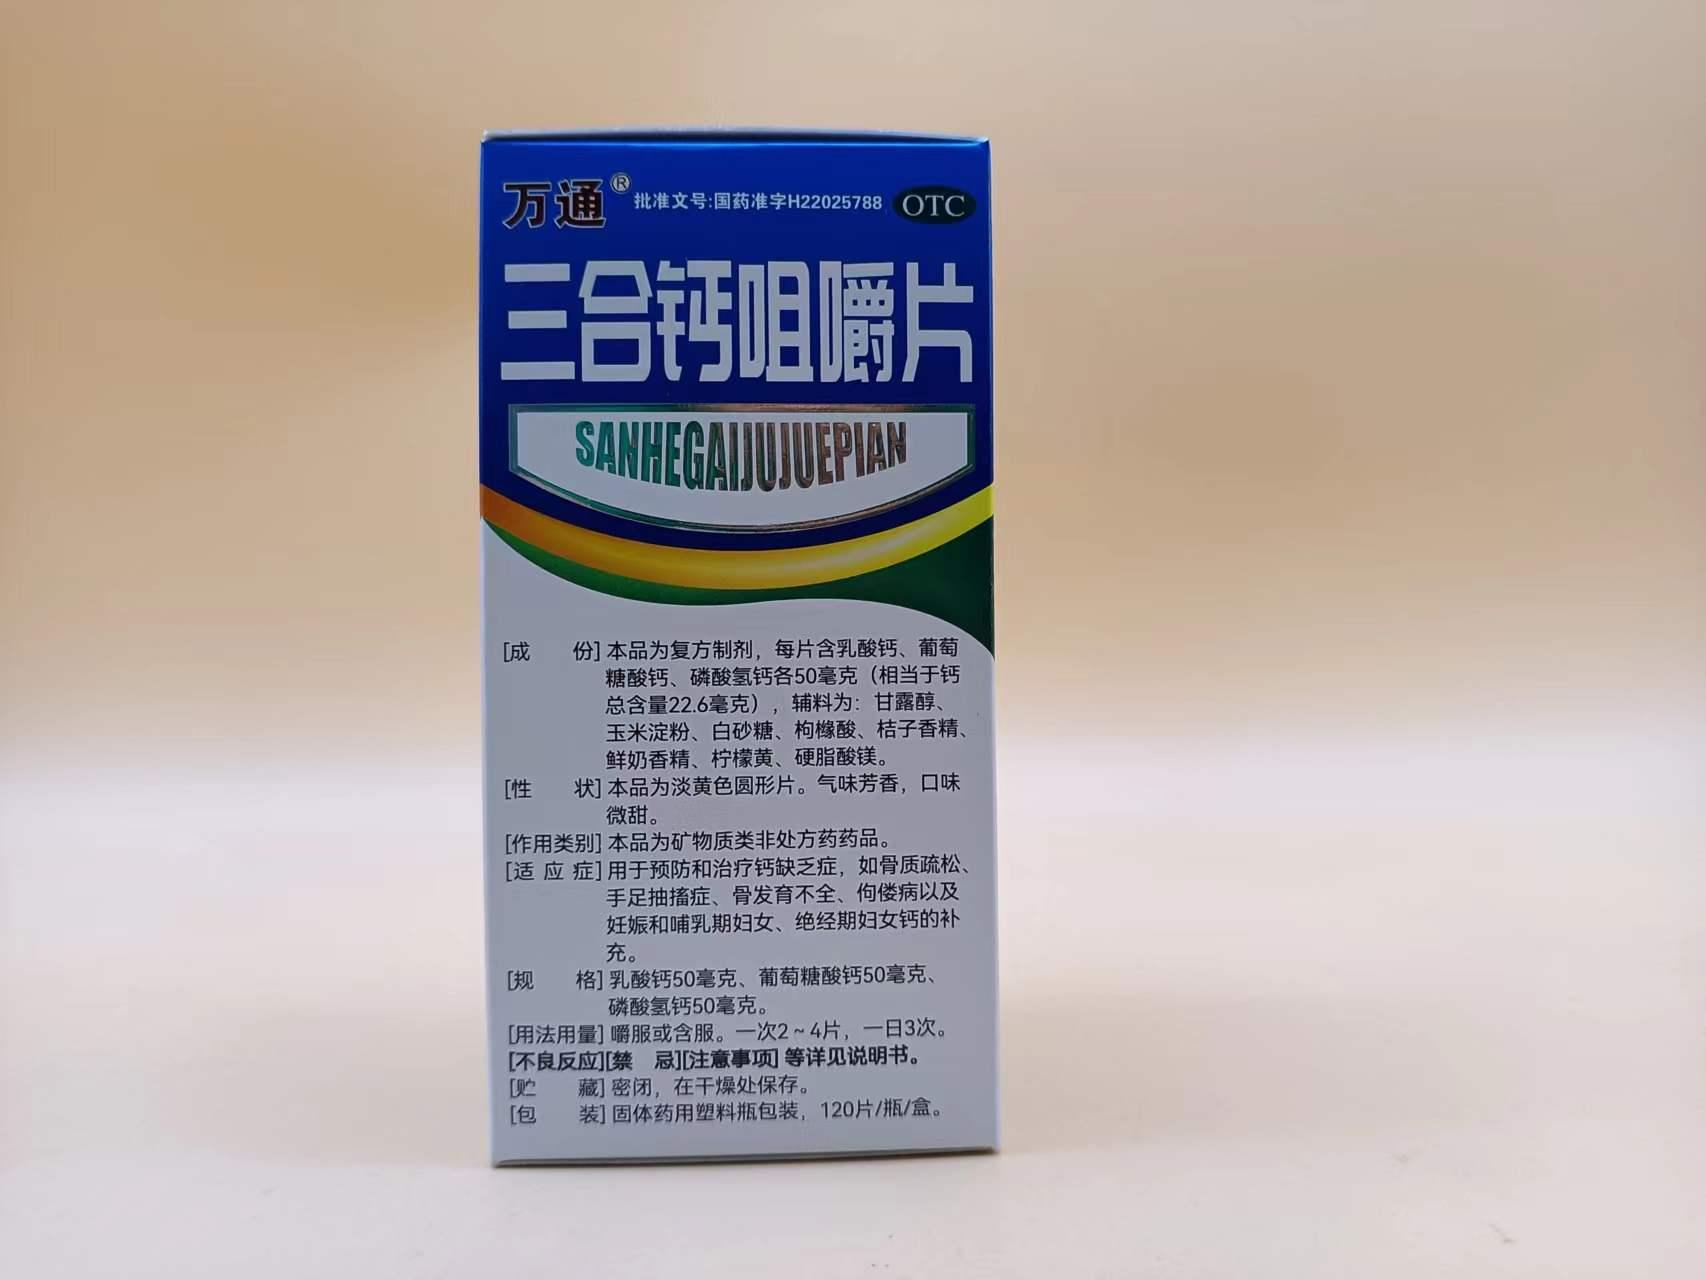 万通® 批准文号:国药准字H22025788 OTC
三合钙咀嚼片
SANHEGAIJUJUEPIAN
[成 份] 本品为复方制剂，每片含乳酸钙、葡萄
糖酸钙、磷酸氢钙各50毫克（相当于钙
总含量22.6毫克），辅料为：甘露醇、
玉米淀粉、白砂糖、枸橼酸、桔子香精、
鲜奶香精、柠檬黄、硬脂酸镁。
[性 状] 本品为淡黄色圆形片。气味芳香，口味
微甜。
[作用类别] 本品为矿物质类非处方药药品。
[适 应 症] 用于预防和治疗钙缺乏症，如骨质疏松、
手足抽搐症、骨发育不全、佝偻病以及
妊娠和哺乳期妇女、绝经期妇女钙的补
充。
[规 格] 乳酸钙50毫克、葡萄糖酸钙50毫克、
磷酸氢钙50毫克。
[用法用量] 嚼服或含服。一次2~4片，一日3次。
[不良反应][禁 忌][注意事项] 等详见说明书。
[贮 藏] 密闭，在干燥处保存。
[包 装] 固体药用塑料瓶包装，120片/瓶/盒。